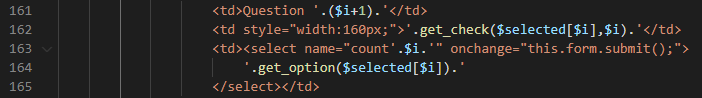 161 <td>Question '.($i+1).'</td>
162 <td style="width:160px;">'.get_check($selected[$i],$i).'</td>
163 <td><select name="count'.$i.'" onchange="this.form.submit();">
164 '.get_option($selected[$i]).'
165 </select></td>